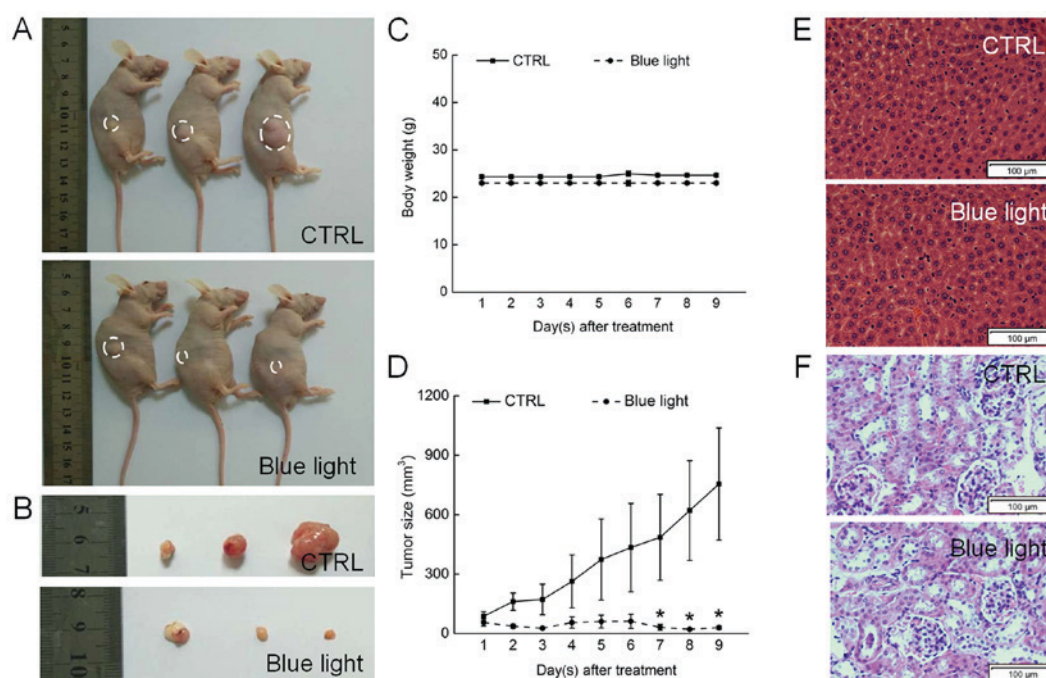 A
CTRL
Blue light
B
CTRL
Blue light
C
CTRL
Blue light
Body weight (g)
50
40
30
20
10
0
1 2 3 4 5 6 7 8 9
Day(s) after treatment
D
CTRL
Blue light
Tumor size (mm³)
1200
900
600
300
0
* * *
1 2 3 4 5 6 7 8 9
Day(s) after treatment
E
CTRL
100 µm
Blue light
100 µm
F
CTRL
100 µm
Blue light
100 µm